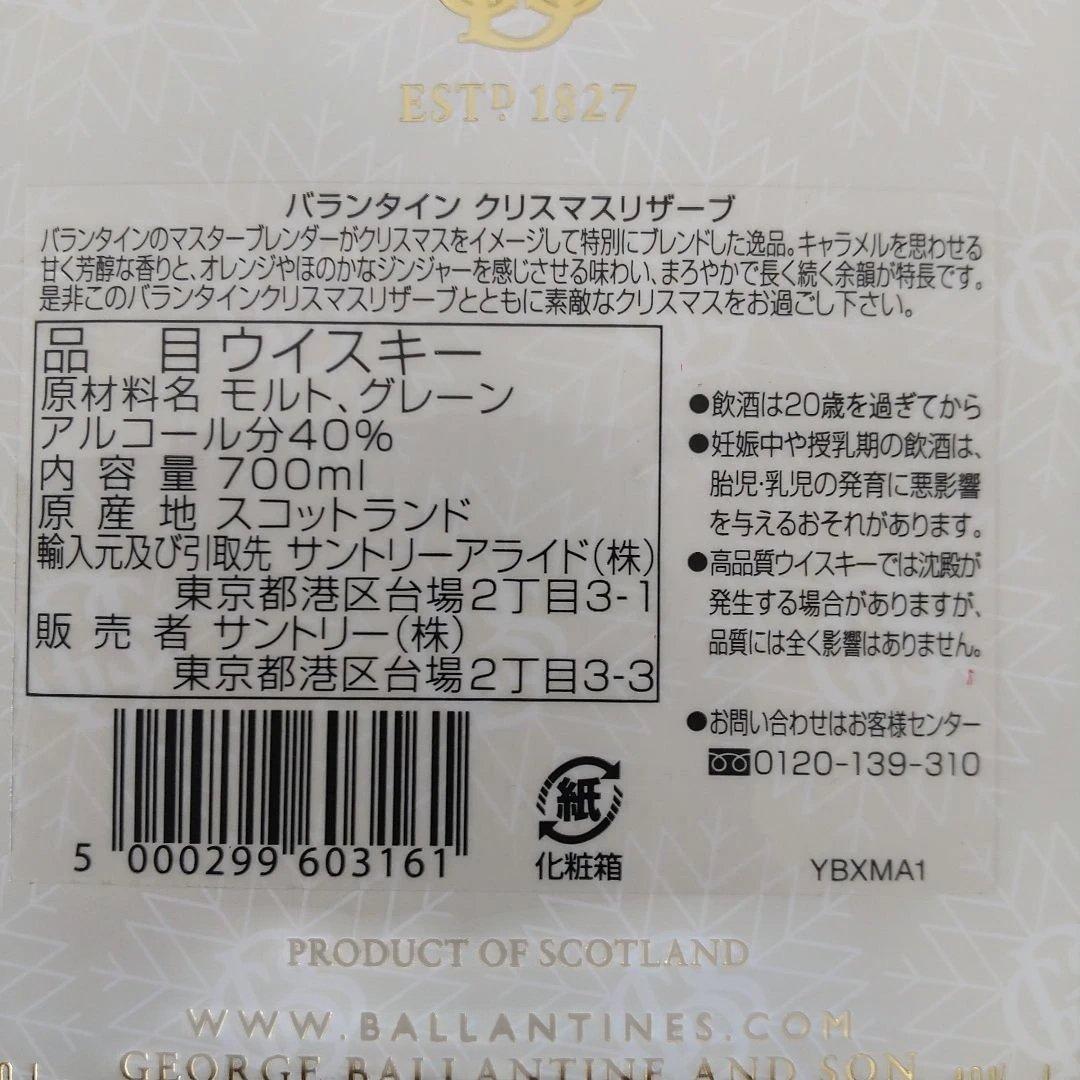 ESTD. 1827
バランタイン クリスマスリザーブ
バランタインのマスターブレンダーがクリスマスをイメージして特別にブレンドした逸品。キャラメルを思わせる
甘く芳醇な香りと、オレンジやほのかなジンジャーを感じさせる味わい、まろやかで長く続く余韻が特長です。
是非このバランタインクリスマスリザーブとともに素敵なクリスマスをお過ごし下さい。
品 目 ウイスキー
原材料名 モルト、グレーン
アルコール分40%
内容量 700ml
原産地 スコットランド
輸入元及び引取先 サントリーアライド(株)
東京都港区台場2丁目3-1
販売者 サントリー(株)
東京都港区台場2丁目3-3
●飲酒は20歳を過ぎてから
●妊娠中や授乳期の飲酒は、
胎児・乳児の発育に悪影響
を与えるおそれがあります。
●高品質ウイスキーでは沈殿が
発生する場合がありますが、
品質には全く影響はありません。
●お問い合わせはお客様センター
0120-139-310
5 000299 603161
紙
化粧箱
YBXMA1
PRODUCT OF SCOTLAND
WWW.BALLANTINES.COM
GEORGE BALLANTINE AND SON